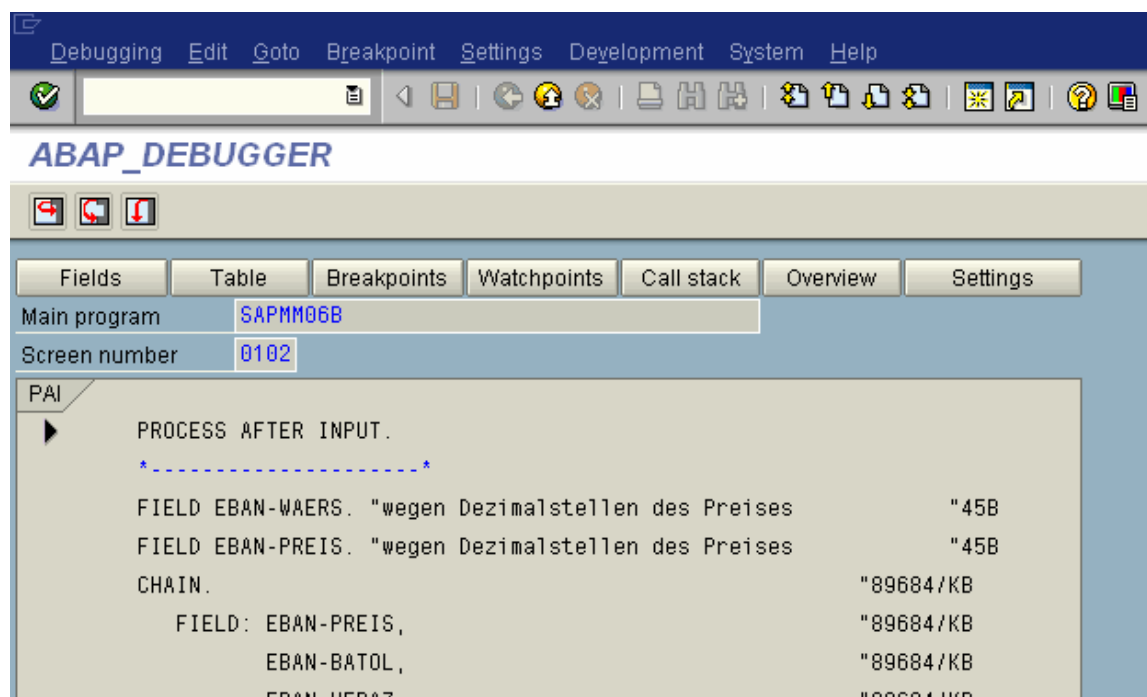 Debugging Edit Goto Breakpoint Settings Development System Help
ABAP_DEBUGGER
Fields Table Breakpoints Watchpoints Call stack Overview Settings
Main program SAPMM06B
Screen number 0102
PAI
PROCESS AFTER INPUT.
*---------------------*
FIELD EBAN-WAERS. "wegen Dezimalstellen des Preises "45B
FIELD EBAN-PREIS. "wegen Dezimalstellen des Preises "45B
CHAIN. "89684/KB
FIELD: EBAN-PREIS, "89684/KB
EBAN-BATOL, "89684/KB